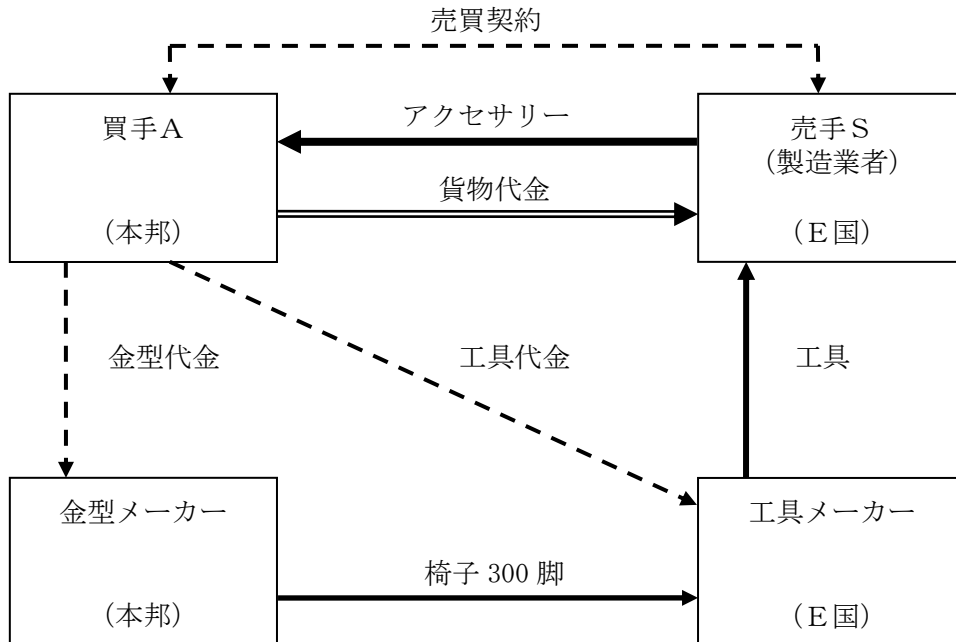 売買契約
買手Ａ
（本邦）
アクセサリー
貨物代金
売手Ｓ
（製造業者）
（Ｅ国）
金型代金
工具代金
工具
金型メーカー
（本邦）
椅子 300 脚
工具メーカー
（Ｅ国）